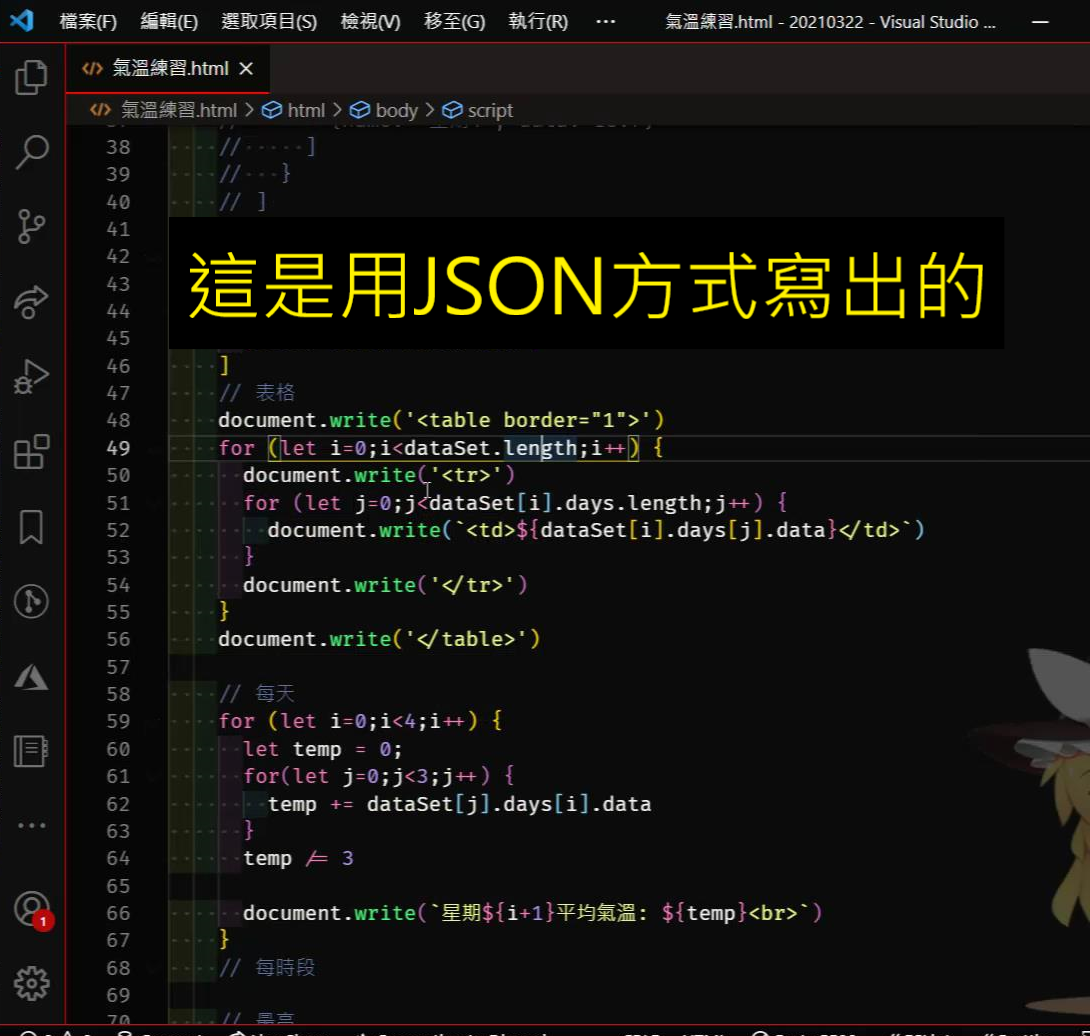 檔案(F) 編輯(E) 選取項目(S) 檢視(V) 移至(G) 執行(R) ··· 氣溫練習.html - 20210322 - Visual Studio ...
氣溫練習.html
氣溫練習.html > html > body > script
38 // ]
39 // }
40 // ]
41
42
43
44
45
這是用JSON方式寫出的
46 ]
47 // 表格
48 document.write('<table border="1">')
49 for (let i=0;i<dataSet.length;i++) {
50 document.write('<tr>')
51 for (let j=0;j<dataSet[i].days.length;j++) {
52 document.write(`<td>${dataSet[i].days[j].data}</td>`)
53 }
54 document.write('</tr>')
55 }
56 document.write('</table>')
57
58 // 每天
59 for (let i=0;i<4;i++) {
60 let temp = 0;
61 for(let j=0;j<3;j++) {
62 temp += dataSet[j].days[i].data
63 }
64 temp /= 3
65
66 document.write(`星期${i+1}平均氣溫: ${temp}<br>`)
67 }
68 // 每時段
69
70 // 最高
1